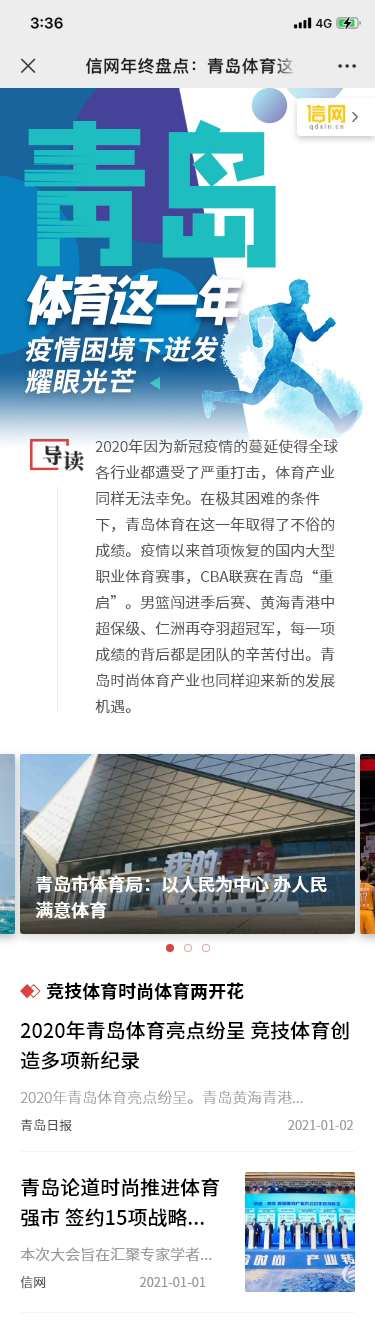 3:36
4G
信网年终盘点：青岛体育这
信网
qdxin.cn
青岛
体育这一年
疫情困境下迸发
耀眼光芒
导读
2020年因为新冠疫情的蔓延使得全球
各行业都遭受了严重打击，体育产业
同样无法幸免。在极其困难的条件
下，青岛体育在这一年取得了不俗的
成绩。疫情以来首项恢复的国内大型
职业体育赛事，CBA联赛在青岛“重
启”。男篮闯进季后赛、黄海青港中
超保级、仁洲再夺羽超冠军，每一项
成绩的背后都是团队的辛苦付出。青
岛时尚体育产业也同样迎来新的发展
机遇。
我的青岛
青岛市体育局：以人民为中心 办人民
满意体育
竞技体育时尚体育两开花
2020年青岛体育亮点纷呈 竞技体育创
造多项新纪录
2020年青岛体育亮点纷呈。青岛黄海青港...
青岛日报
2021-01-02
青岛论道时尚推进体育
强市 签约15项战略...
本次大会旨在汇聚专家学者...
信网
2021-01-01